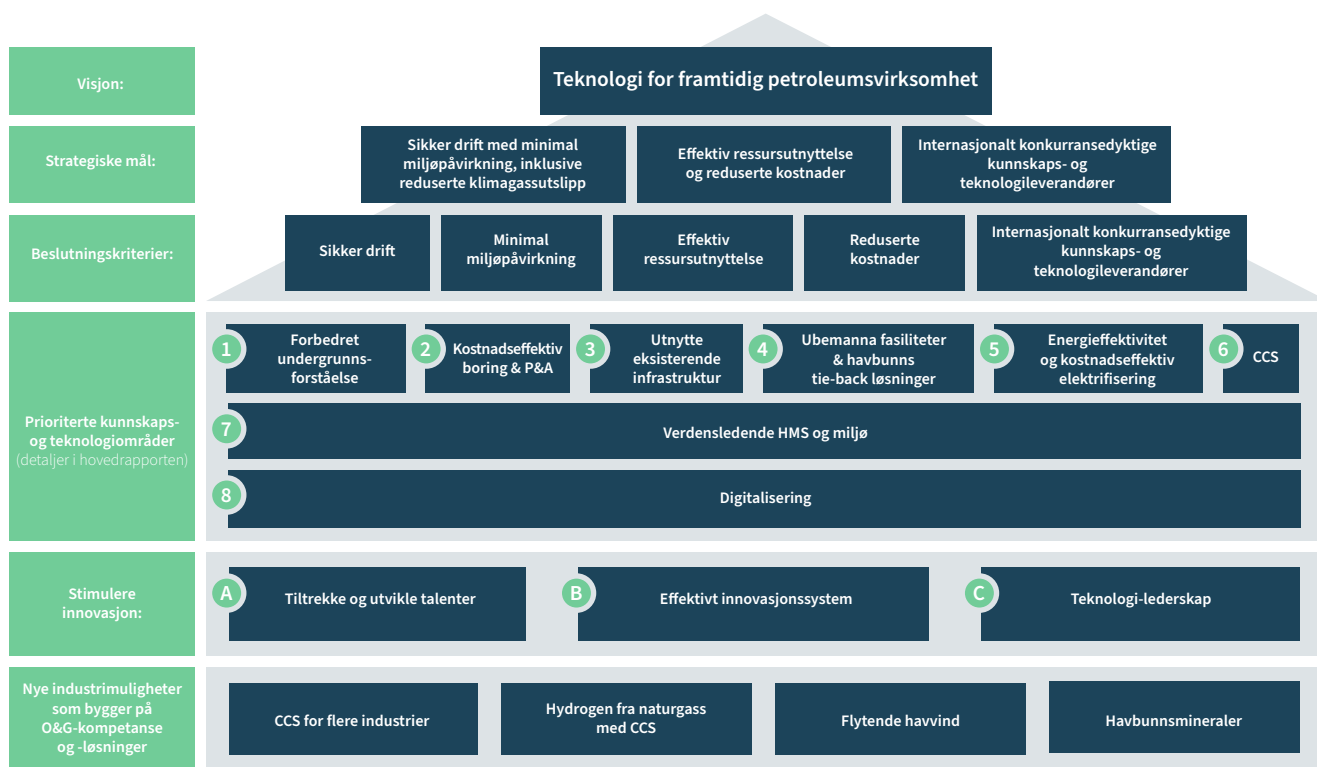 Visjon:
Teknologi for framtidig petroleumsvirksomhet
Strategiske mål:
Sikker drift med minimal
miljøpåvirkning, inklusive
reduserte klimagassutslipp
Effektiv ressursutnyttelse
og reduserte kostnader
Internasjonalt konkurransedyktige
kunnskaps- og
teknologileverandører
Beslutningskriterier:
Sikker drift
Minimal
miljøpåvirkning
Effektiv
ressursutnyttelse
Reduserte
kostnader
Internasjonalt konkurransedyktige
kunnskaps- og
teknologileverandører
Prioriterte kunnskaps-
og teknologiområder
(detaljer i hovedrapporten)
1
Forbedret
undergrunns-
forståelse
2
Kostnadseffektiv
boring & P&A
3
Utnytte
eksisterende
infrastruktur
4
Ubemanna fasiliteter
& havbunns
tie-back løsninger
5
Energieffektivitet
og kostnadseffektiv
elektrifisering
6
CCS
7
Verdensledende HMS og miljø
8
Digitalisering
Stimulere
innovasjon:
A
Tiltrekke og utvikle talenter
B
Effektivt innovasjonssystem
C
Teknologi-lederskap
Nye industrimuligheter
som bygger på
O&G-kompetanse
og -løsninger
CCS for flere industrier
Hydrogen fra naturgass
med CCS
Flytende havvind
Havbunnsmineraler